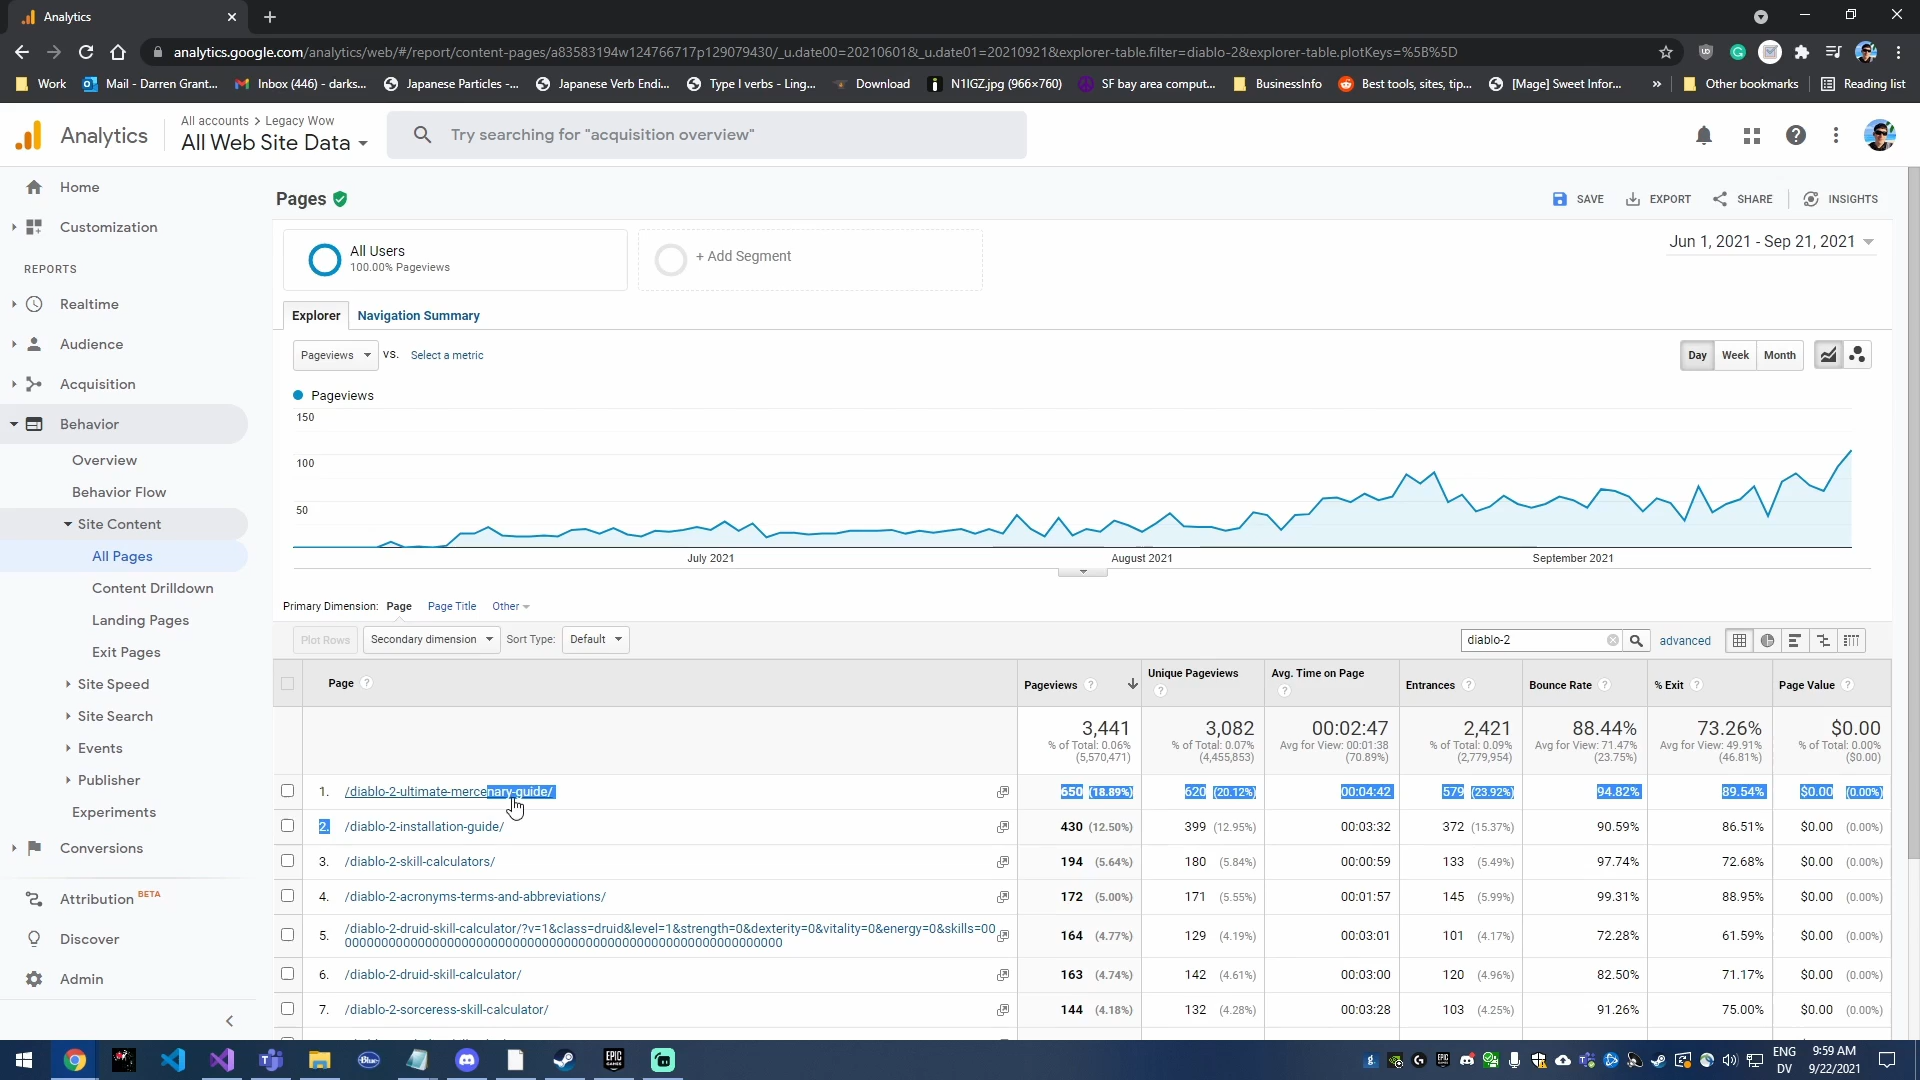 Analytics
analytics.google.com/analytics/web/#/report/content-pages/a83583194w124766717p129079430/_u.date00=20210601&_u.date01=20210921&explorer-table.filter=diablo-2&explorer-table.plotKeys=%5B%5D
Work Mail - Darren Grant... Inbox (446) - darks... Japanese Particles -... Japanese Verb Endi... Type I verbs - Ling... Download N1IGZ.jpg (966×760) SF bay area comput... BusinessInfo Best tools, sites, tip... [Mage] Sweet Infor... » Other bookmarks Reading list
Analytics
All accounts > Legacy Wow
All Web Site Data
Try searching for "acquisition overview"
Home
Customization
REPORTS
Realtime
Audience
Acquisition
Behavior
Overview
Behavior Flow
Site Content
All Pages
Content Drilldown
Landing Pages
Exit Pages
Site Speed
Site Search
Events
Publisher
Experiments
Conversions
Attribution BETA
Discover
Admin
Pages
SAVE EXPORT SHARE INSIGHTS
All Users
100.00% Pageviews
+ Add Segment
Jun 1, 2021 - Sep 21, 2021
Explorer Navigation Summary
Pageviews VS. Select a metric
Day Week Month
Pageviews
150
100
50
July 2021 August 2021 September 2021
Primary Dimension: Page Page Title Other
Plot Rows Secondary dimension Sort Type: Default diablo-2 advanced
Page ? Pageviews ? Unique Pageviews ? Avg. Time on Page ? Entrances ? Bounce Rate ? % Exit ? Page Value ?
3,441 3,082 00:02:47 2,421 88.44% 73.26% $0.00
% of Total: 0.06% % of Total: 0.07% Avg for View: 00:01:38 % of Total: 0.09% Avg for View: 71.47% Avg for View: 49.91% % of Total: 0.00%
(5,570,471) (4,455,853) (70.89%) (2,779,954) (23.75%) (46.81%) ($0.00)
1. /diablo-2-ultimate-mercenary-guide/ 650 (18.89%) 620 (20.12%) 00:04:42 579 (23.92%) 94.82% 89.54% $0.00 (0.00%)
2. /diablo-2-installation-guide/ 430 (12.50%) 399 (12.95%) 00:03:32 372 (15.37%) 90.59% 86.51% $0.00 (0.00%)
3. /diablo-2-skill-calculators/ 194 (5.64%) 180 (5.84%) 00:00:59 133 (5.49%) 97.74% 72.68% $0.00 (0.00%)
4. /diablo-2-acronyms-terms-and-abbreviations/ 172 (5.00%) 171 (5.55%) 00:01:57 145 (5.99%) 99.31% 88.95% $0.00 (0.00%)
5. /diablo-2-druid-skill-calculator/?v=1&class=druid&level=1&strength=0&dexterity=0&vitality=0&energy=0&skills=00 164 (4.77%) 129 (4.19%) 00:03:01 101 (4.17%) 72.28% 61.59% $0.00 (0.00%)
6. /diablo-2-druid-skill-calculator/ 163 (4.74%) 142 (4.61%) 00:03:00 120 (4.96%) 82.50% 71.17% $0.00 (0.00%)
7. /diablo-2-sorceress-skill-calculator/ 144 (4.18%) 132 (4.28%) 00:03:28 103 (4.25%) 91.26% 75.00% $0.00 (0.00%)
ENG 9:59 AM
DV 9/22/2021